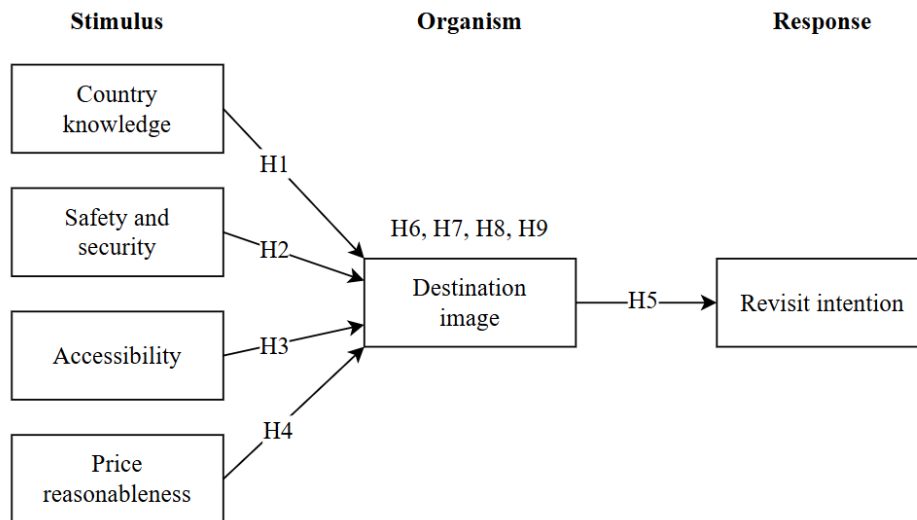 Stimulus
Organism
Response
Country
knowledge
H1
Safety and
security
H2
H6, H7, H8, H9
Destination
image
H5
Revisit intention
Accessibility
H3
H4
Price
reasonableness